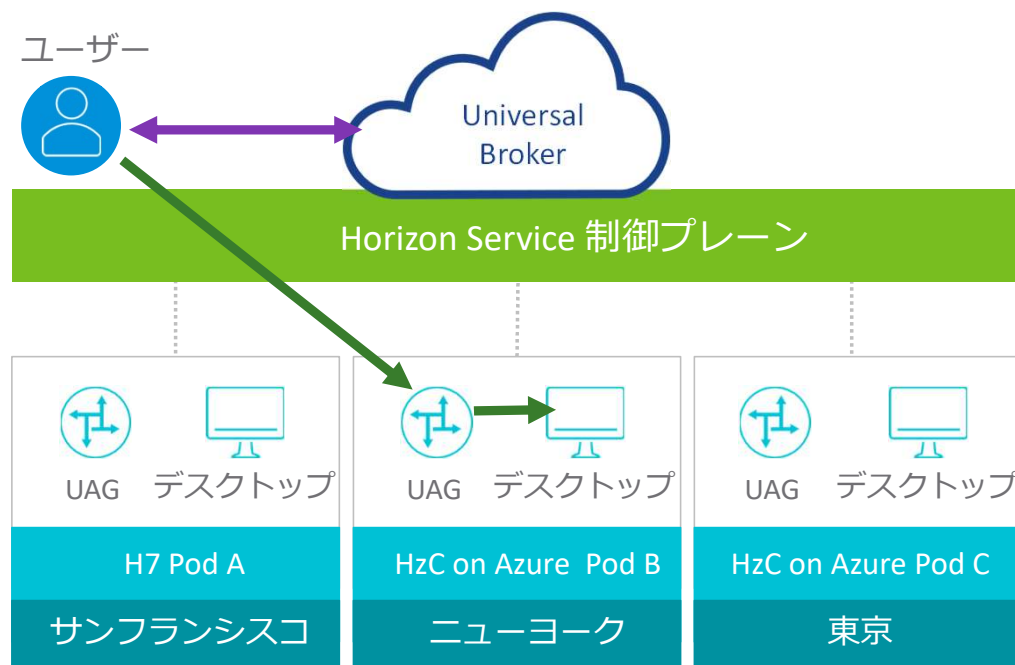 ユーザー
Universal
Broker
Horizon Service 制御プレーン
UAG デスクトップ
UAG デスクトップ
UAG デスクトップ
H7 Pod A
HzC on Azure Pod B
HzC on Azure Pod C
サンフランシスコ
ニューヨーク
東京